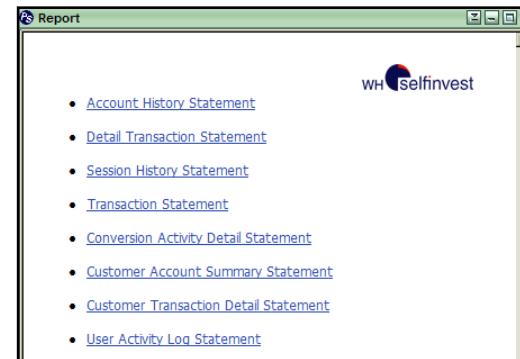 Report
WH selfinvest
Account History Statement
Detail Transaction Statement
Session History Statement
Transaction Statement
Conversion Activity Detail Statement
Customer Account Summary Statement
Customer Transaction Detail Statement
User Activity Log Statement